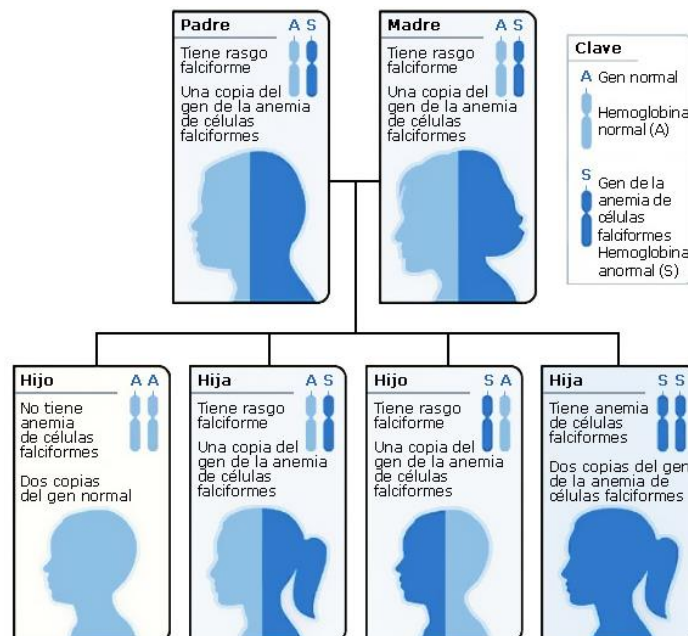 Padre
A S
Tiene rasgo
falciforme
Una copia del
gen de la anemia
de células
falciformes
Madre
A S
Tiene rasgo
falciforme
Una copia del
gen de la anemia
de células
falciformes
Clave
A Gen normal
Hemoglobina
normal (A)
S Gen de la
anemia de
células
falciformes
Hemoglobina
anormal (S)
Hijo
A A
No tiene
anemia
de células
falciformes
Dos copias
del gen normal
Hija
A S
Tiene rasgo
falciforme
Una copia del
gen de la anemia
de células
falciformes
Hijo
S A
Tiene rasgo
falciforme
Una copia del
gen de la anemia
de células
falciformes
Hija
S S
Tiene anemia
de células
falciformes
Dos copias del gen
de la anemia de
células falciformes